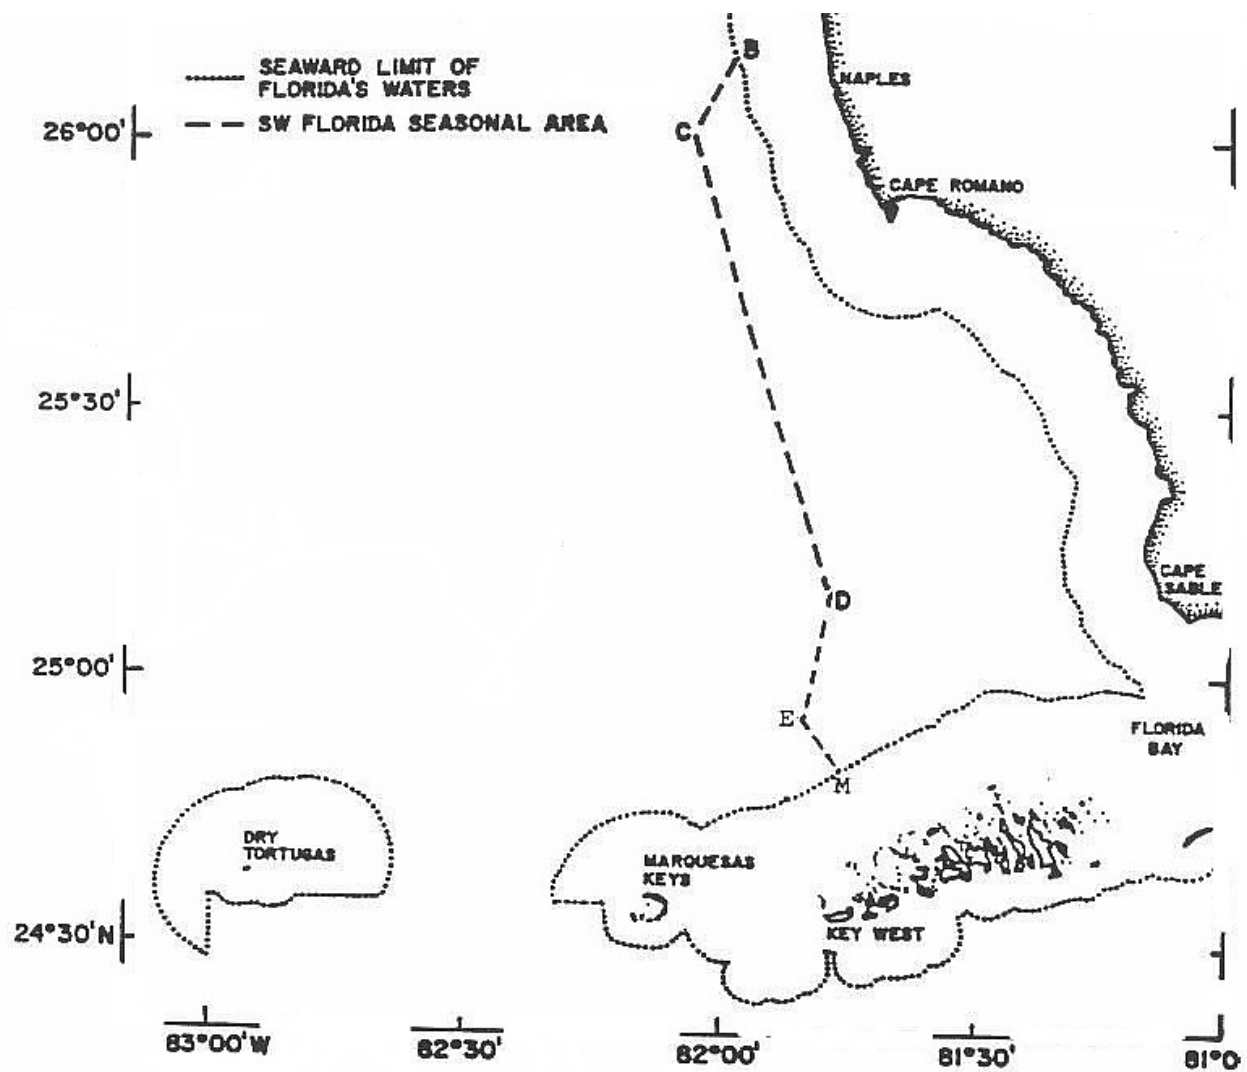 SEAWARD LIMIT OF
FLORIDA'S WATERS
SW FLORIDA SEASONAL AREA
B
NAPLES
26°00'
C
CAPE ROMANO
25°30'
D
CAPE
SABLE
25°00'
E
FLORIDA
BAY
M
DRY
TORTUGAS
MARQUESAS
KEYS
24°30'N
KEY WEST
83°00'W
82°30'
82°00'
81°30'
81°0